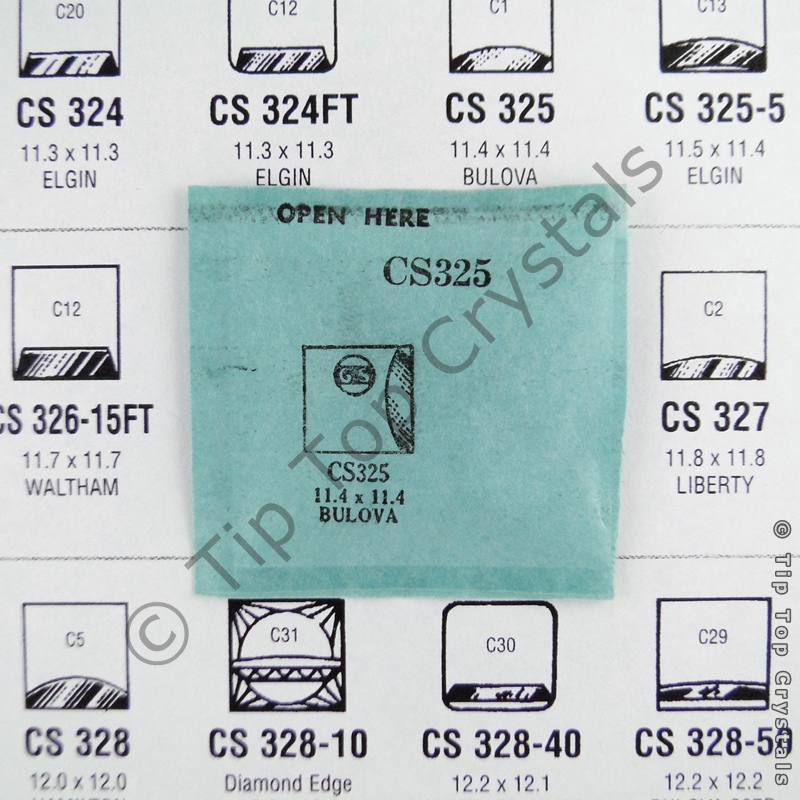 C20 C12 C1 C13
CS 324 CS 324FT CS 325 CS 325-5
11.3 x 11.3 11.3 x 11.3 11.4 x 11.4 11.5 x 11.4
ELGIN ELGIN BULOVA ELGIN
OPEN HERE
CS325
GS
CS325
11.4 x 11.4
BULOVA
C12 C2
CS 326-15FT CS 327
11.7 x 11.7 11.8 x 11.8
WALTHAM LIBERTY
C5 C31 C30 C29
CS 328 CS 328-10 CS 328-40 CS 328-50
12.0 x 12.0 Diamond Edge 12.2 x 12.1 12.2 x 12.2
© Tip Top Crystals
© Tip Top Crystals